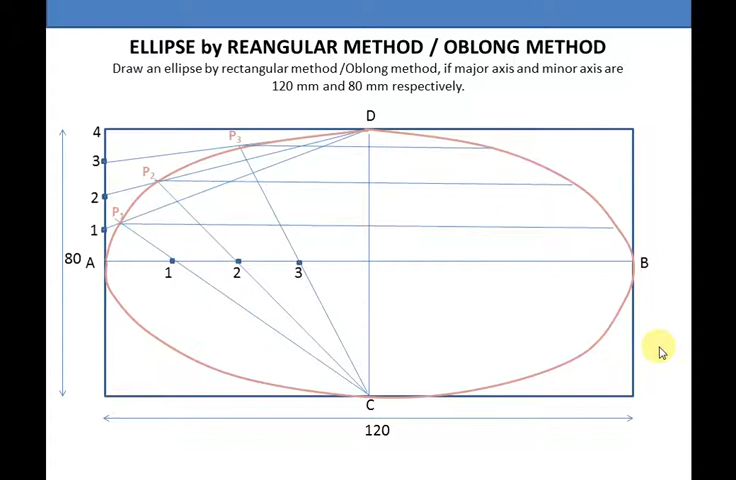 ELLIPSE by REANGULAR METHOD / OBLONG METHOD
Draw an ellipse by rectangular method /Oblong method, if major axis and minor axis are
120 mm and 80 mm respectively.
D
4
P3
3
P2
2
P1
1
80 A
B
1 2 3
C
120